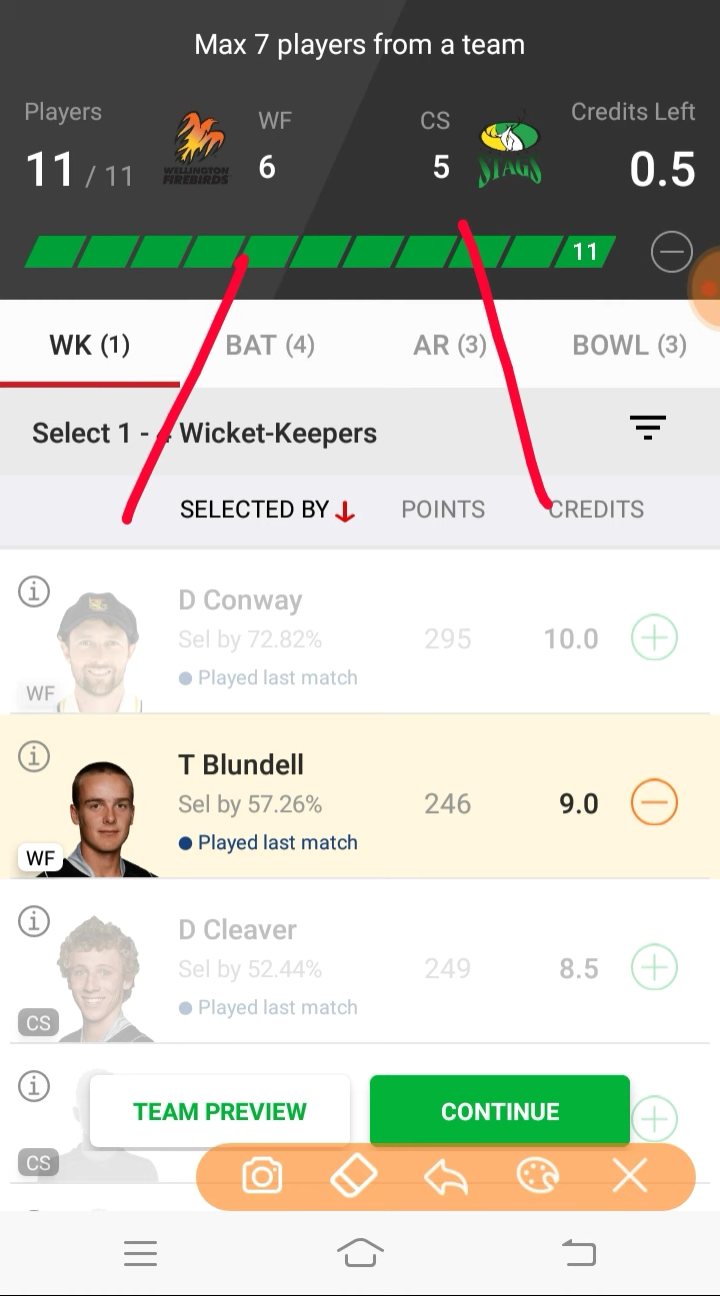 Max 7 players from a team
Players WF CS Credits Left
11 / 11 WELLINGTON FIREBIRDS 6 5 STAGS 0.5
11
WK (1) BAT (4) AR (3) BOWL (3)
Select 1 - 4 Wicket-Keepers
SELECTED BY POINTS CREDITS
D Conway
Sel by 72.82% 295 10.0
Played last match
WF
T Blundell
Sel by 57.26% 246 9.0
Played last match
WF
D Cleaver
Sel by 52.44% 249 8.5
Played last match
CS
TEAM PREVIEW CONTINUE
CS